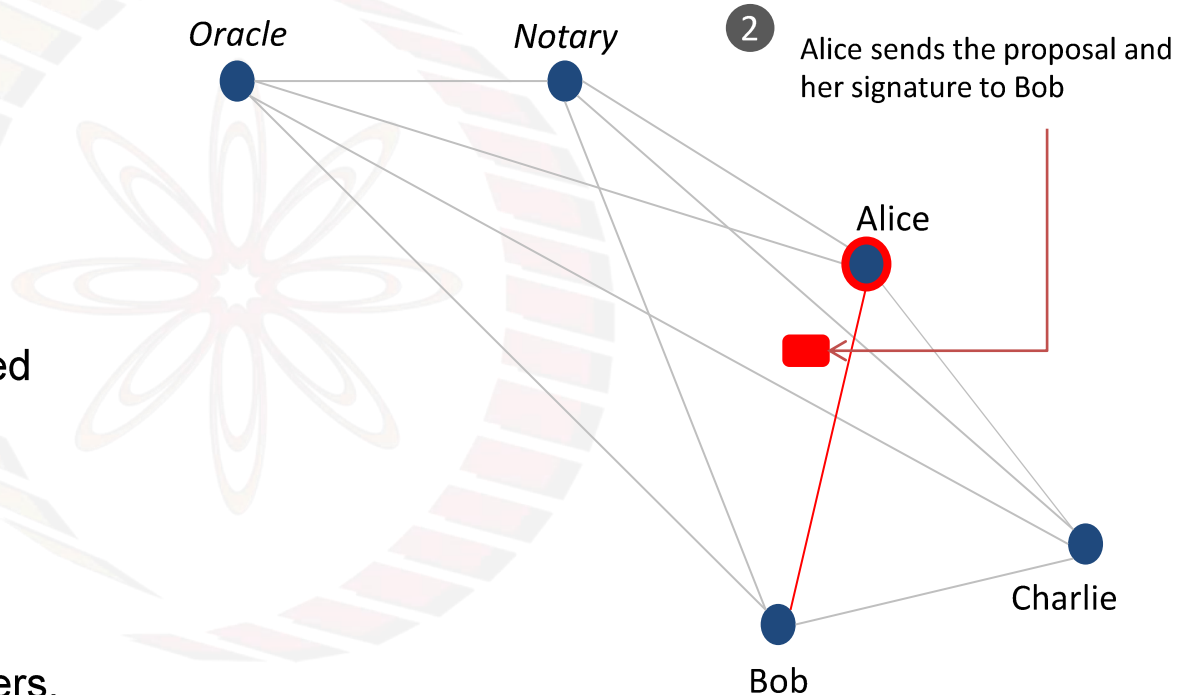 Oracle
Notary
2
Alice sends the proposal and
her signature to Bob
Alice
ed
Charlie
Bob
ers.